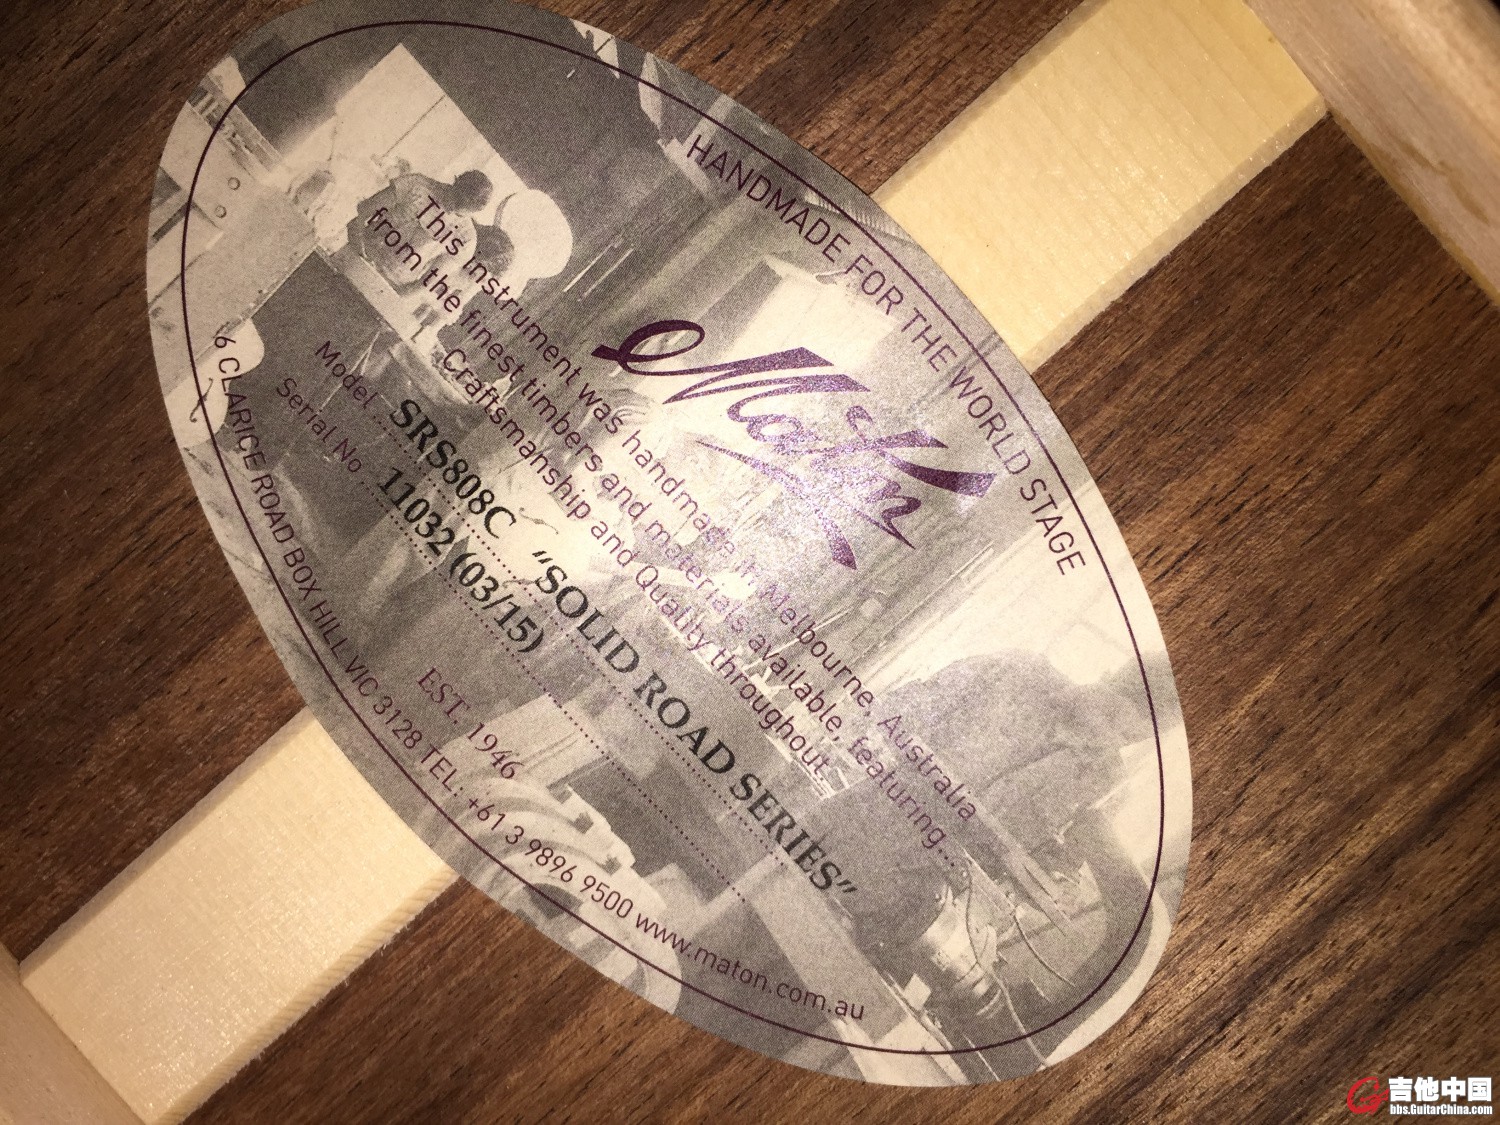 HANDMADE FOR THE WORLD STAGE
Maton
This instrument was handmade in Melbourne, Australia
from the finest timbers and materials available, featuring...
Craftsmanship and Quality throughout.
Model SRS808C "SOLID ROAD SERIES"
Serial No 11032 (03/15)
EST. 1946
6 CLARICE ROAD BOX HILL VIC 3128 TEL: +61 3 9896 9500 www.maton.com.au
吉他中国
bbs.GuitarChina.com